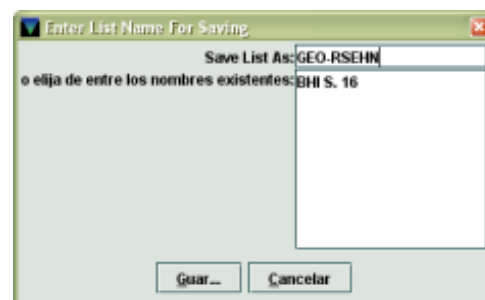 Enter List Name For Saving
Save List As: GEO-RSEHN
o elija de entre los nombres existentes: BHI S. 16
Guar... Cancelar